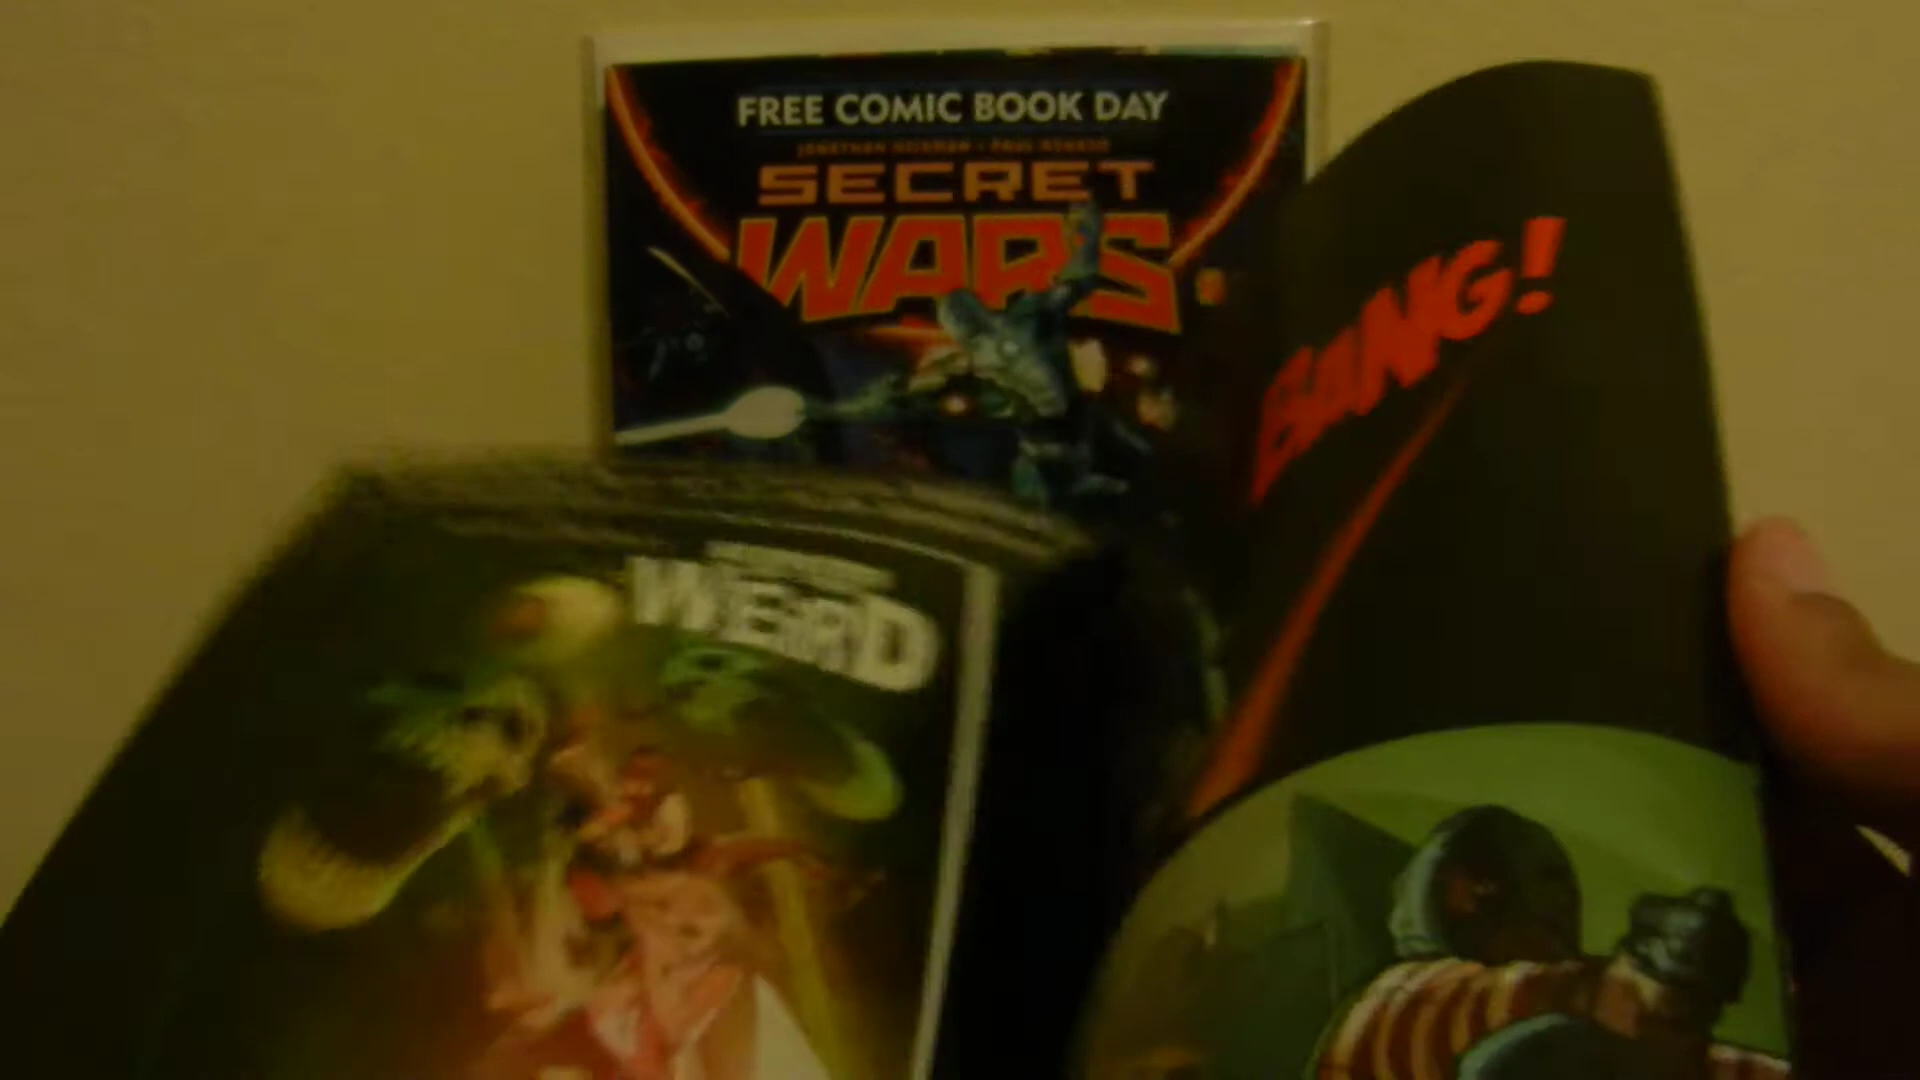 FREE COMIC BOOK DAY
SECRET
WARS
BANG!
WEIRD